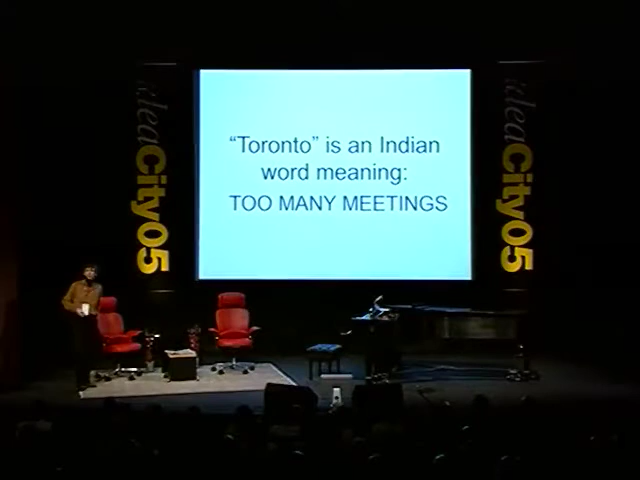 "Toronto" is an Indian
word meaning:
TOO MANY MEETINGS
ideaCity05
ideaCity05